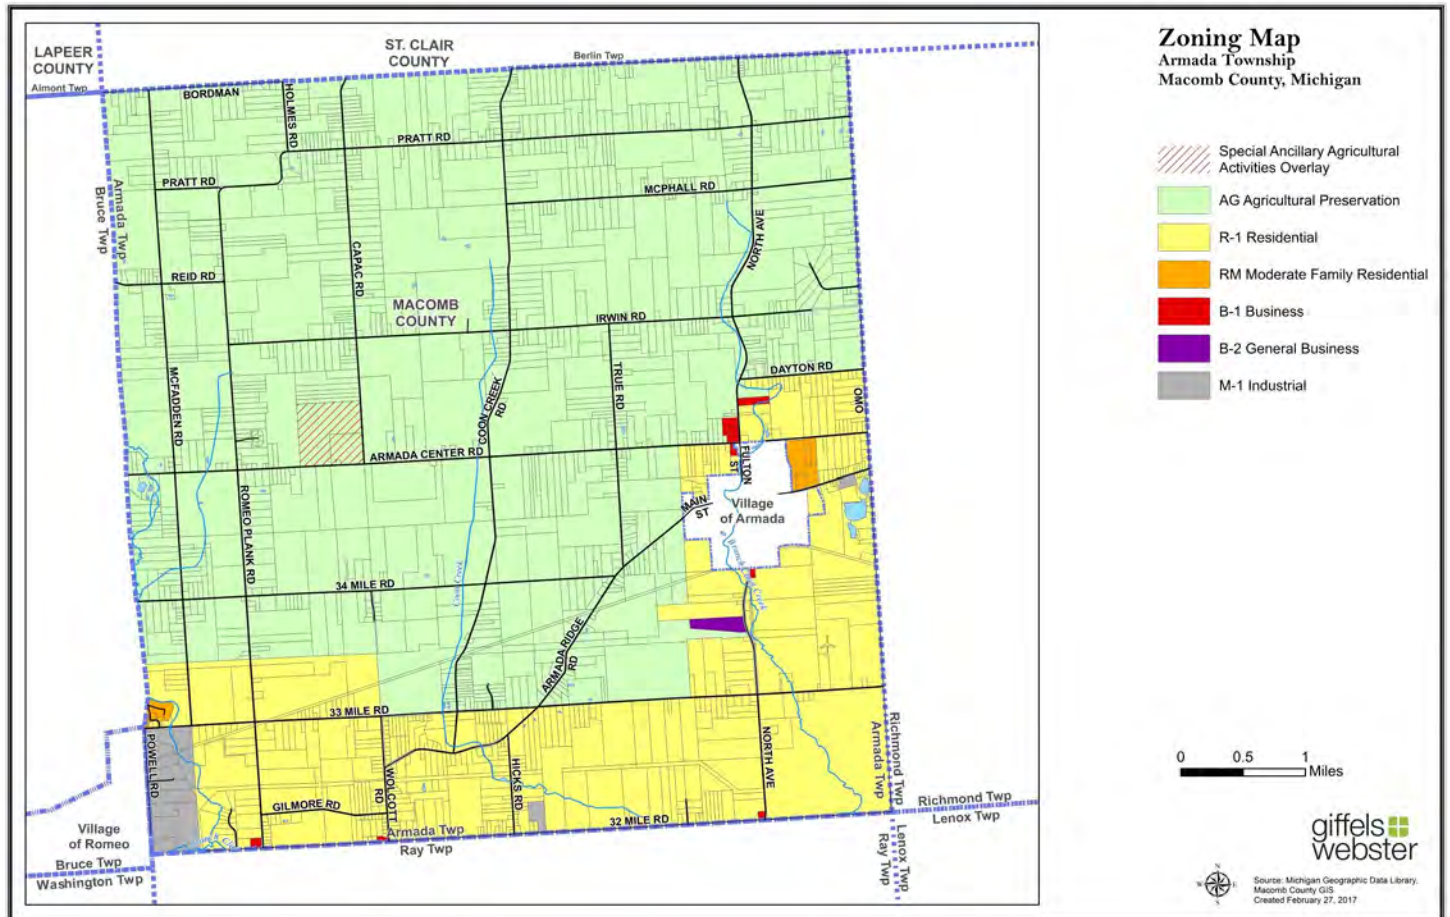 Zoning Map
Armada Township
Macomb County, Michigan
Special Ancillary Agricultural
Activities Overlay
AG Agricultural Preservation
R-1 Residential
RM Moderate Family Residential
B-1 Business
B-2 General Business
M-1 Industrial
LAPEER
COUNTY
Almont Twp
ST. CLAIR
COUNTY
Berlin Twp
BORDMAN
HOLMES RD
PRATT RD
PRATT RD
MCPHALL RD
Armada Twp
Bruce Twp
NORTH AVE
CAPAC RD
REID RD
MACOMB
COUNTY
IRWIN RD
MCFADDEN RD
TRUE RD
DAYTON RD
OMO
COON CREEK
RD
ARMADA CENTER RD
FULTON
ST
ROMEO PLANK RD
MAIN
ST
Village
of Armada
34 MILE RD
Coon Creek
ARMADA RIDGE
RD
33 MILE RD
POWELL RD
WOLCOTT
RD
HICKS RD
NORTH AVE
Richmond Twp
Armada Twp
GILMORE RD
32 MILE RD
Armada Twp
Ray Twp
Richmond Twp
Lenox Twp
Lenox Twp
Ray Twp
Village
of Romeo
Bruce Twp
Washington Twp
0 0.5 1
Miles
giffels
webster
N
E
S
W
Source: Michigan Geographic Data Library,
Macomb County GIS
Created February 27, 2017